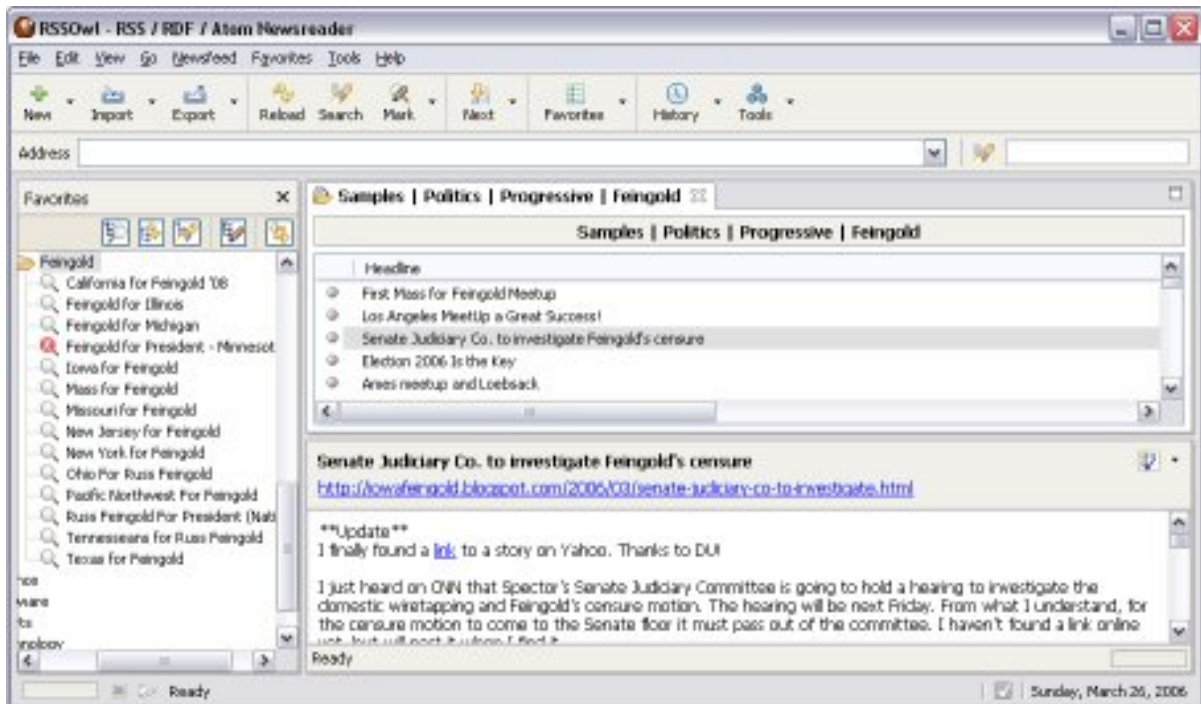 RSSOwl - RSS / RDF / Atom Newsreader
File Edit View Go Newsfeed Favorites Tools Help
New Import Export Reload Search Mark Next Favorites History Tools
Address
Favorites
Feingold
California for Feingold '08
Feingold for Illinois
Feingold for Michigan
Feingold for President - Minnesot
Iowa for Feingold
Mass for Feingold
Missouri for Feingold
New Jersey for Feingold
New York for Feingold
Ohio For Russ Feingold
Pacific Northwest For Feingold
Russ Feingold For President (Nati
Tennesseans for Russ Feingold
Texas for Feingold
ware
nology
Samples | Politics | Progressive | Feingold
Samples | Politics | Progressive | Feingold
Headline
First Mass for Feingold Meetup
Los Angeles MeetUp a Great Success!
Senate Judiciary Co. to investigate Feingold's censure
Election 2006 Is the Key
Ames meetup and Loebsack
Senate Judiciary Co. to investigate Feingold's censure
http://iowafeingold.blogspot.com/2006/03/senate-judiciary-co-to-investigate.html
**Update**
I finally found a link to a story on Yahoo. Thanks to DU!
I just heard on CNN that Spector's Senate Judiciary Committee is going to hold a hearing to investigate the
domestic wiretapping and Feingold's censure motion. The hearing will be next Friday. From what I understand, for
the censure motion to come to the Senate floor it must pass out of the committee. I haven't found a link online
yet, but will post it when I find it
Ready
Ready
Sunday, March 26, 2006